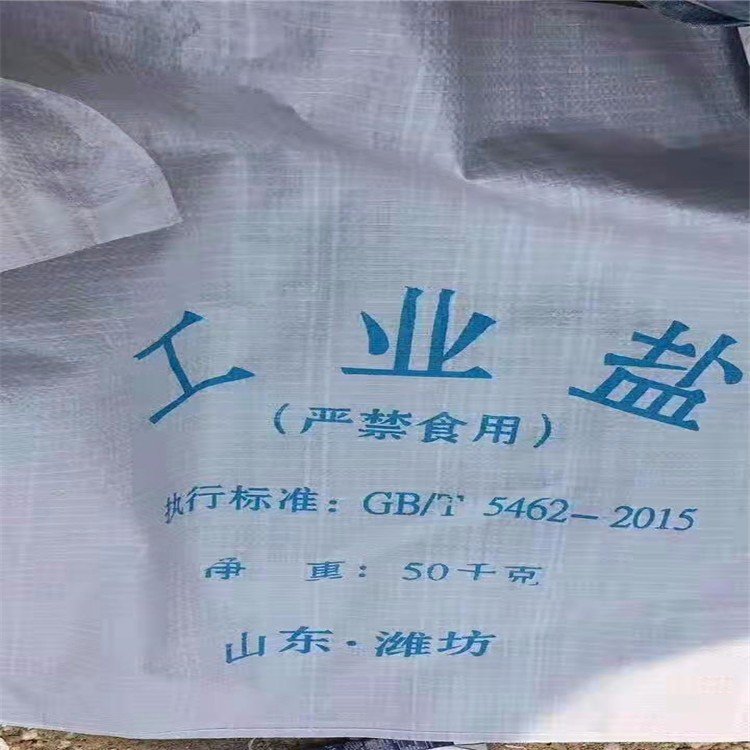 工业盐
（严禁食用）
执行标准：GB/T 5462-2015
净 重：50千克
山东·潍坊